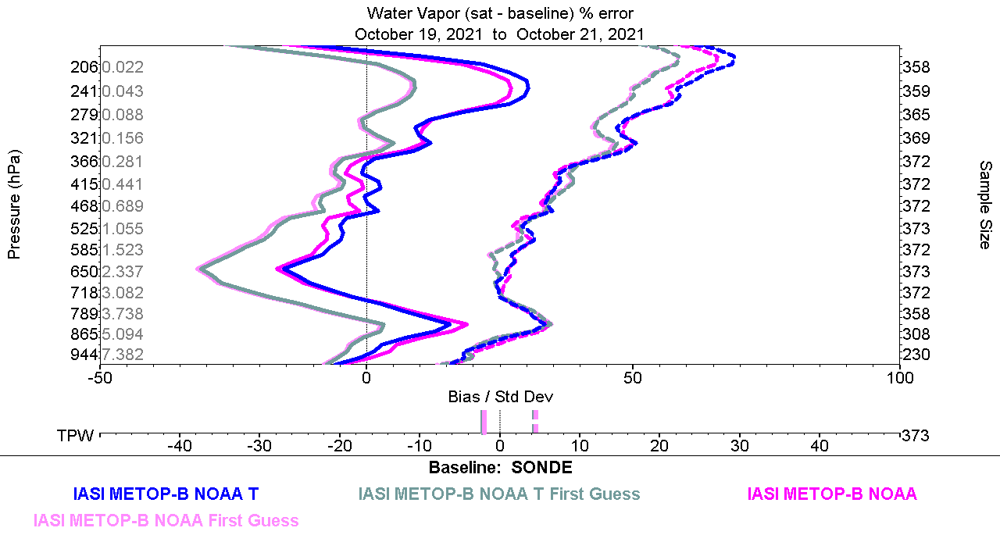 Water Vapor (sat - baseline) % error
October 19, 2021 to October 21, 2021
Pressure (hPa)
206 0.022 358
241 0.043 359
279 0.088 365
321 0.156 369
366 0.281 372
415 0.441 372
468 0.689 372
525 1.055 373
585 1.523 372
650 2.337 373
718 3.082 372
789 3.738 358
865 5.094 308
944 7.382 230
Sample Size
-50 0 50 100
Bias / Std Dev
TPW 373
-40 -30 -20 -10 0 10 20 30 40
Baseline: SONDE
IASI METOP-B NOAA T IASI METOP-B NOAA T First Guess IASI METOP-B NOAA
IASI METOP-B NOAA First Guess